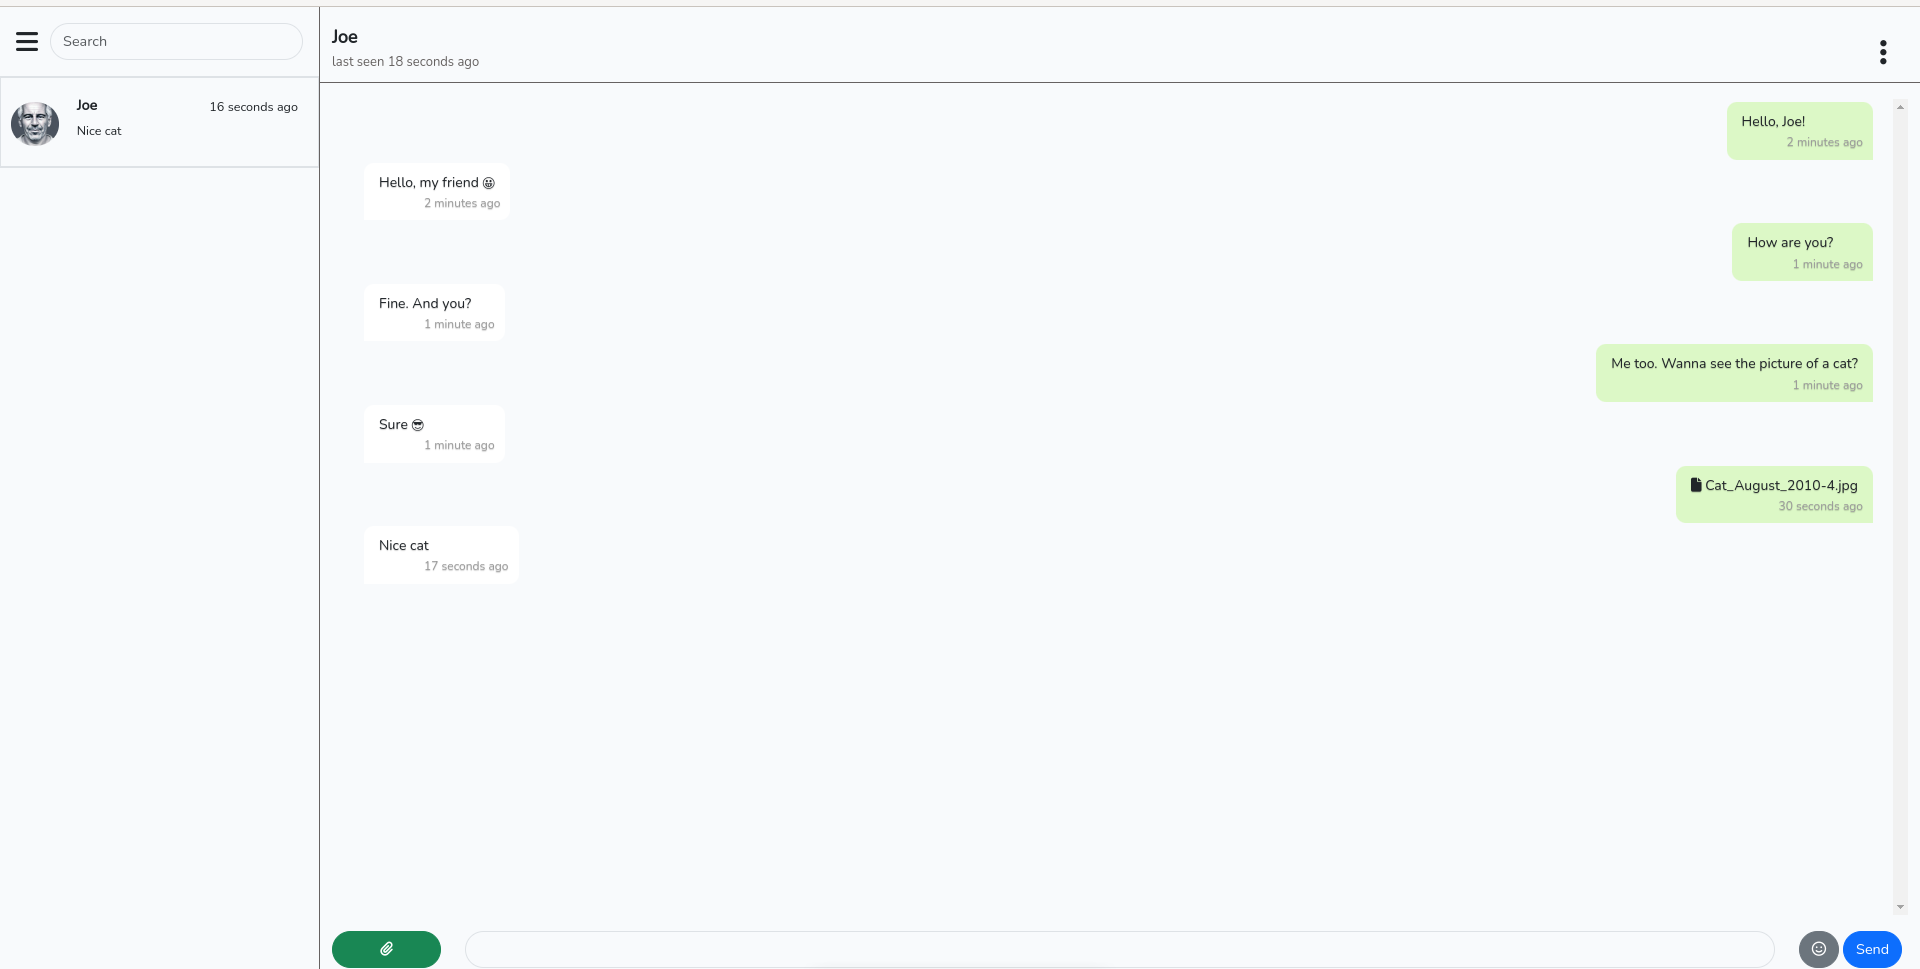 Search
Joe
16 seconds ago
Nice cat
Joe
last seen 18 seconds ago
Hello, Joe!
2 minutes ago
Hello, my friend 😀
2 minutes ago
How are you?
1 minute ago
Fine. And you?
1 minute ago
Me too. Wanna see the picture of a cat?
1 minute ago
Sure 😎
1 minute ago
Cat_August_2010-4.jpg
30 seconds ago
Nice cat
17 seconds ago
Send